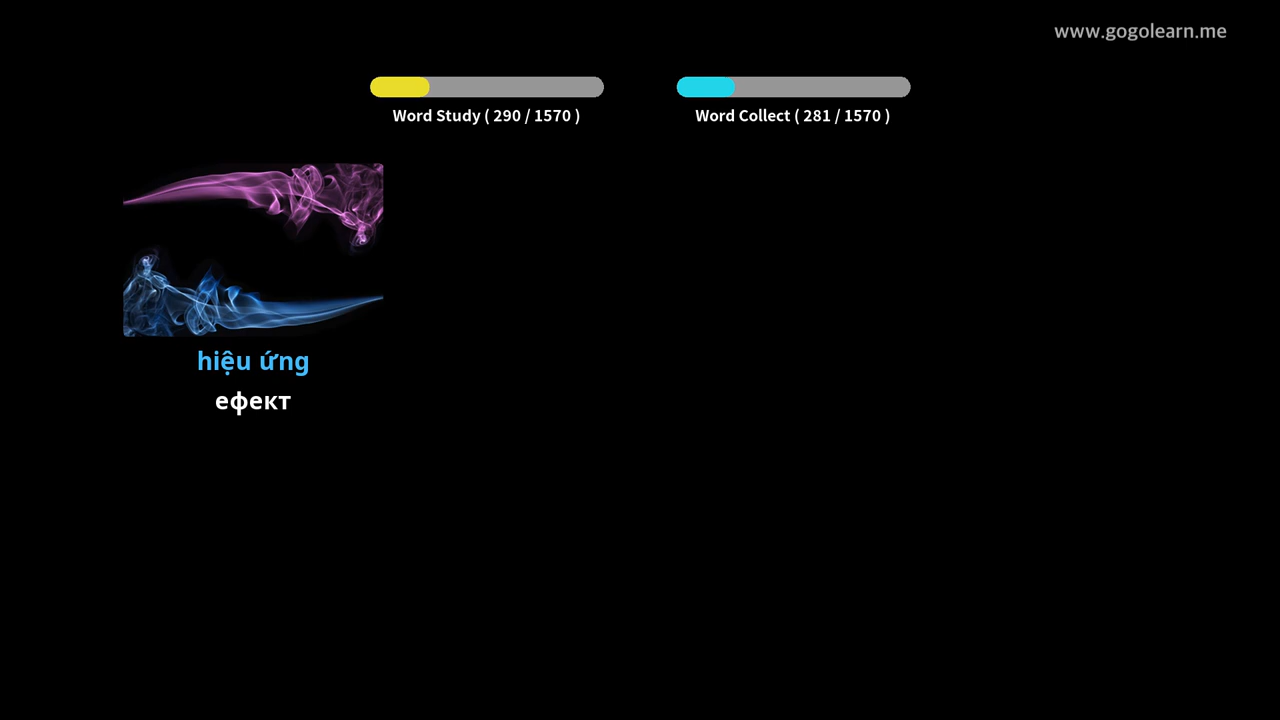 www.gogolearn.me
Word Study ( 290 / 1570 )
Word Collect ( 281 / 1570 )
hiệu ứng
ефект